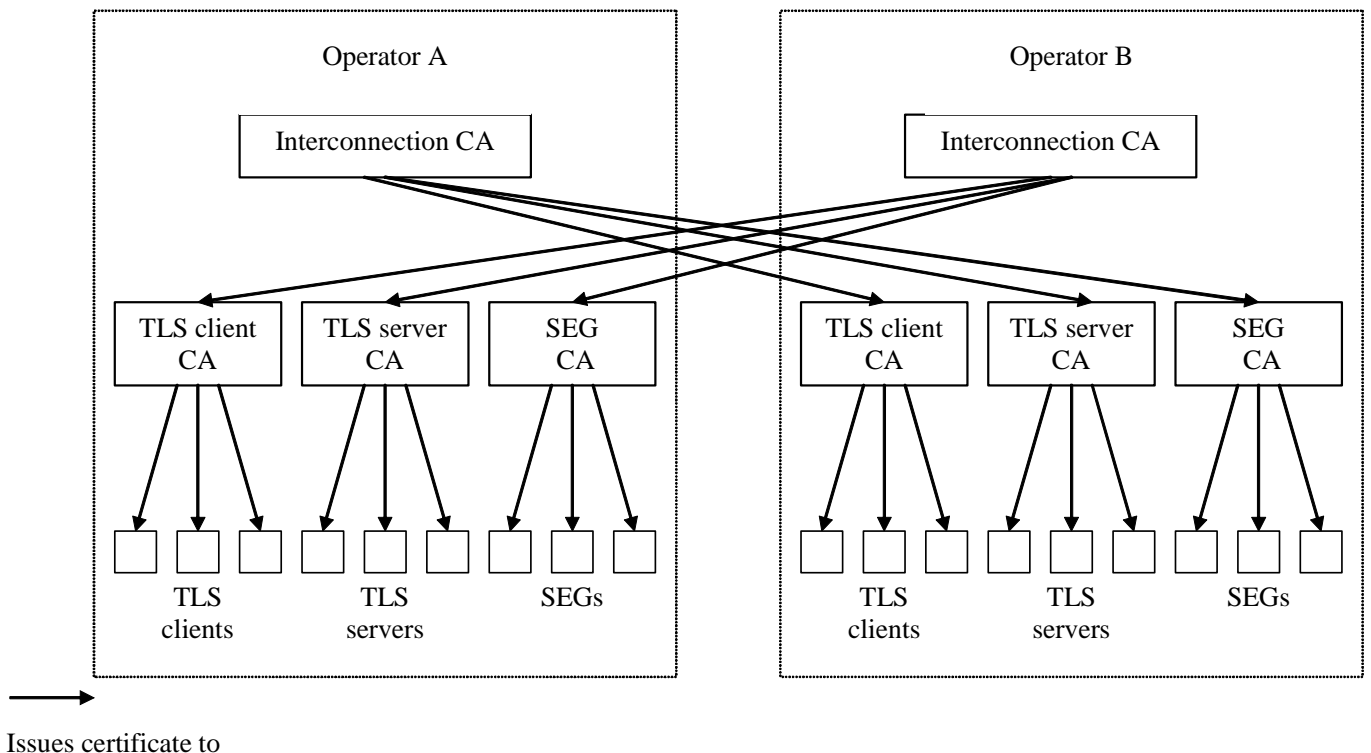 Operator A
Operator B
Interconnection CA
Interconnection CA
TLS client
CA
TLS server
CA
SEG
CA
TLS client
CA
TLS server
CA
SEG
CA
TLS
clients
TLS
servers
SEGs
TLS
clients
TLS
servers
SEGs
Issues certificate to